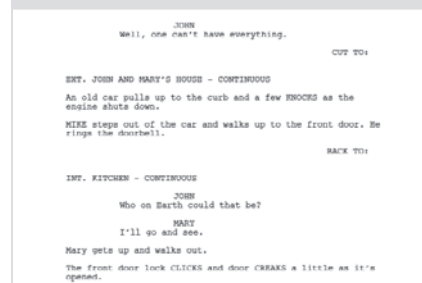 JOHN
Well, one can't have everything.
CUT TO:
EXT. JOHN AND MARY'S HOUSE - CONTINUOUS
An old car pulls up to the curb and a few KNOCKS as the
engine shuts down.
MIKE steps out of the car and walks up to the front door. He
rings the doorbell.
BACK TO:
INT. KITCHEN - CONTINUOUS
JOHN
Who on Earth could that be?
MARY
I'll go and see.
Mary gets up and walks out.
The front door lock CLICKS and door CREAKS a little as it's
opened.